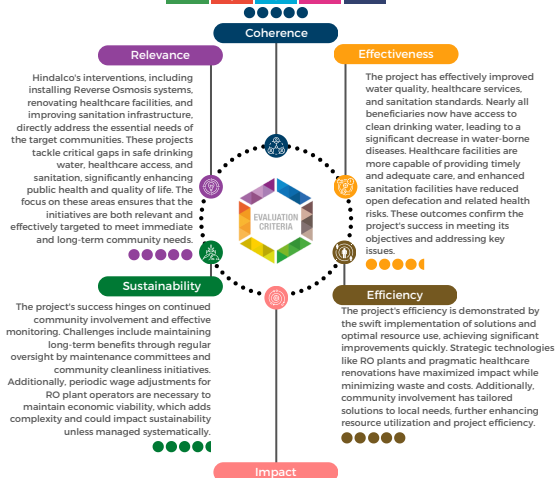 Coherence
Relevance
Hindalco's interventions, including
installing Reverse Osmosis systems,
renovating healthcare facilities, and
improving sanitation infrastructure,
directly address the essential needs of
the target communities. These projects
tackle critical gaps in safe drinking
water, healthcare access, and
sanitation, significantly enhancing
public health and quality of life. The
focus on these areas ensures that the
initiatives are both relevant and
effectively targeted to meet immediate
and long-term community needs.
Effectiveness
The project has effectively improved
water quality, healthcare services,
and sanitation standards. Nearly all
beneficiaries now have access to
clean drinking water, leading to a
significant decrease in water-borne
diseases. Healthcare facilities are
more capable of providing timely
and adequate care, and enhanced
sanitation facilities have reduced
open defecation and related health
risks. These outcomes confirm the
project's success in meeting its
objectives and addressing key
issues.
EVALUATION
CRITERIA
Sustainability
The project's success hinges on continued
community involvement and effective
monitoring. Challenges include maintaining
long-term benefits through regular
oversight by maintenance committees and
community cleanliness initiatives.
Additionally, periodic wage adjustments for
RO plant operators are necessary to
maintain economic viability, which adds
complexity and could impact sustainability
unless managed systematically.
Efficiency
The project's efficiency is demonstrated by
the swift implementation of solutions and
optimal resource use, achieving significant
improvements quickly. Strategic technologies
like RO plants and pragmatic healthcare
renovations have maximized impact while
minimizing waste and costs. Additionally,
community involvement has tailored
solutions to local needs, further enhancing
resource utilization and project efficiency.
Impact